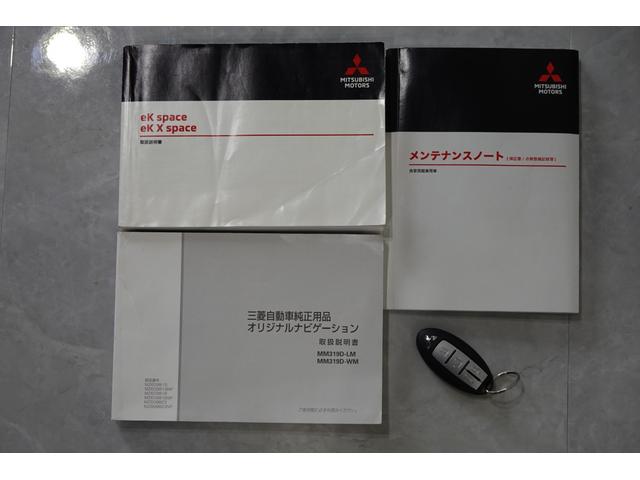 MITSUBISHI
MOTORS
eK space
eK X space
取扱説明書
MITSUBISHI
MOTORS
メンテナンスノート
三菱自動車純正用品
オリジナルナビゲーション
取扱説明書
MM319D-LM
MM319D-WM